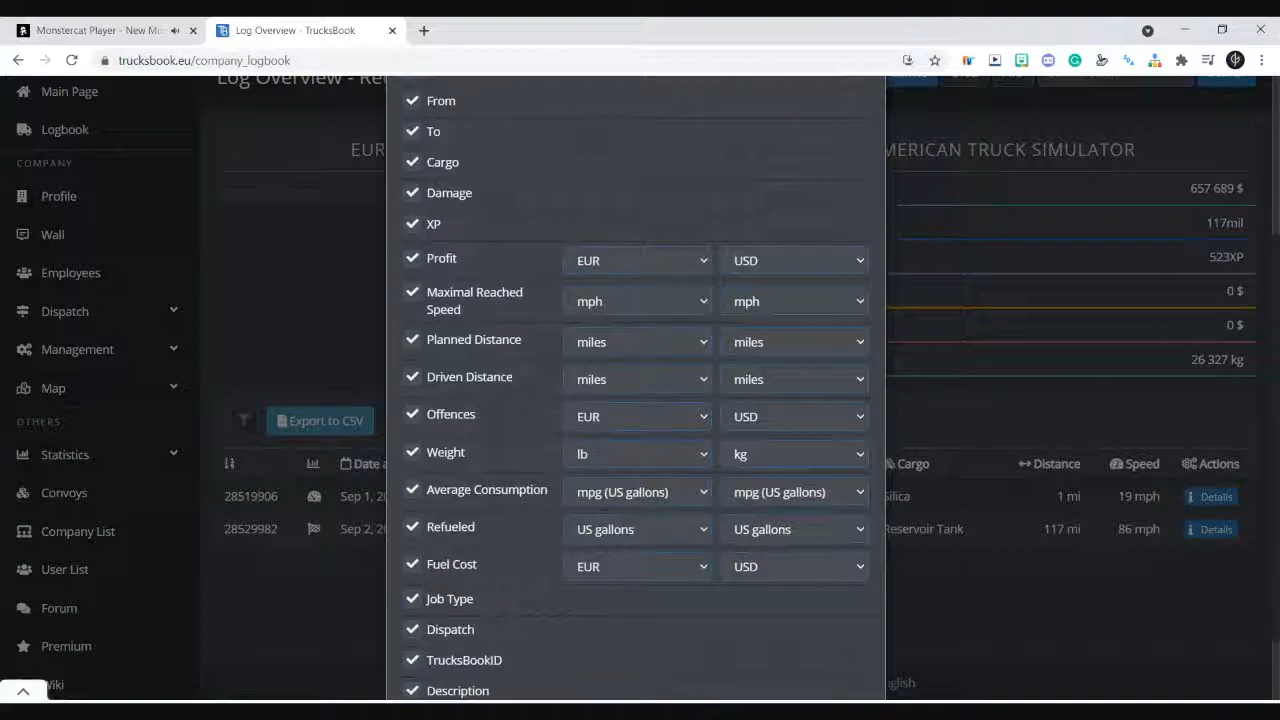 Monstercat Player - New Mu
Log Overview - TrucksBook
trucksbook.eu/company_logbook
Log Overview - Re
Main Page
Logbook
COMPANY
Profile
Wall
Employees
Dispatch
Management
Map
OTHERS
Statistics
Convoys
Company List
User List
Forum
Premium
Wiki
EUR
MERICAN TRUCK SIMULATOR
657 689 $
117mil
523XP
0 $
0 $
26 327 kg
From
To
Cargo
Damage
XP
Profit EUR USD
Maximal Reached
Speed mph mph
Planned Distance miles miles
Driven Distance miles miles
Offences EUR USD
Weight lb kg
Average Consumption mpg (US gallons) mpg (US gallons)
Refueled US gallons US gallons
Fuel Cost EUR USD
Job Type
Dispatch
TrucksBookID
Description
Export to CSV
Date a Cargo Distance Speed Actions
28519906 Sep 1, 2 Silica 1 mi 19 mph Details
28529982 Sep 2, 2 Reservoir Tank 117 mi 86 mph Details
nglish